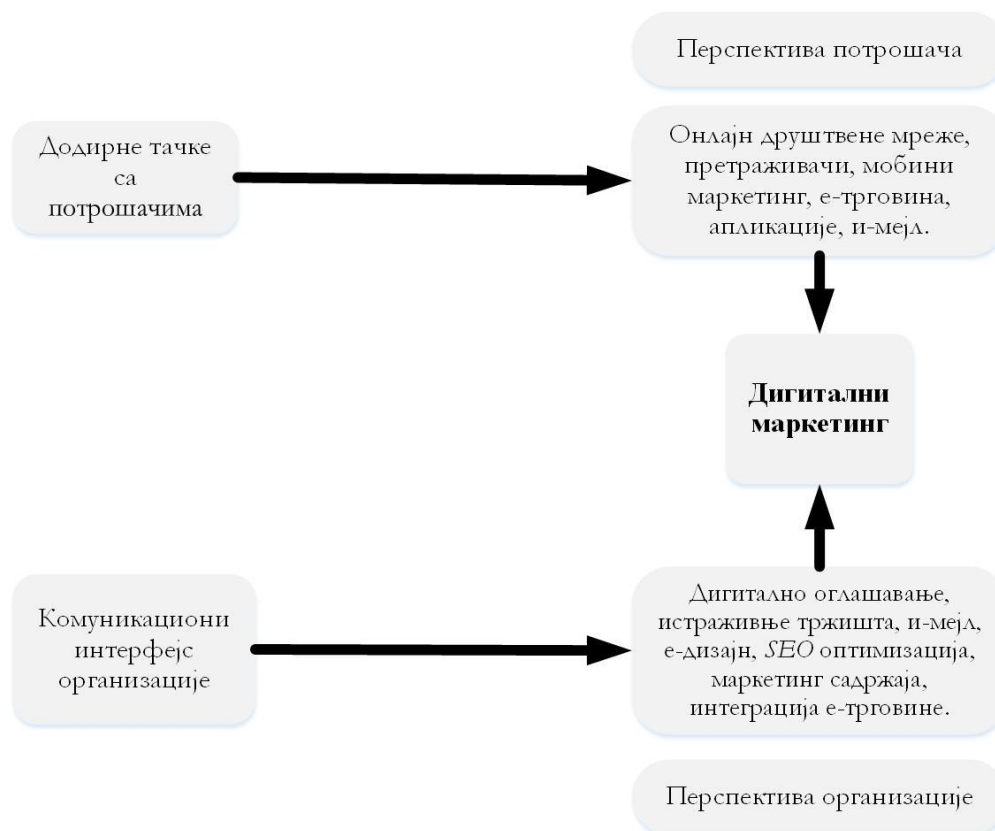 Перспектива потрошача
Додирне тачке
са
потрошачима
Онлајн друштвене мреже,
претраживачи, мобини
маркетинг, е-трговина,
апликације, и-мејл.
Дигитални
маркетинг
Комуникациони
интерфејс
организације
Дигитално оглашавање,
истраживње тржишта, и-мејл,
е-дизајн, SEO оптимизација,
маркетинг садржаја,
интеграција е-трговине.
Перспектива организације